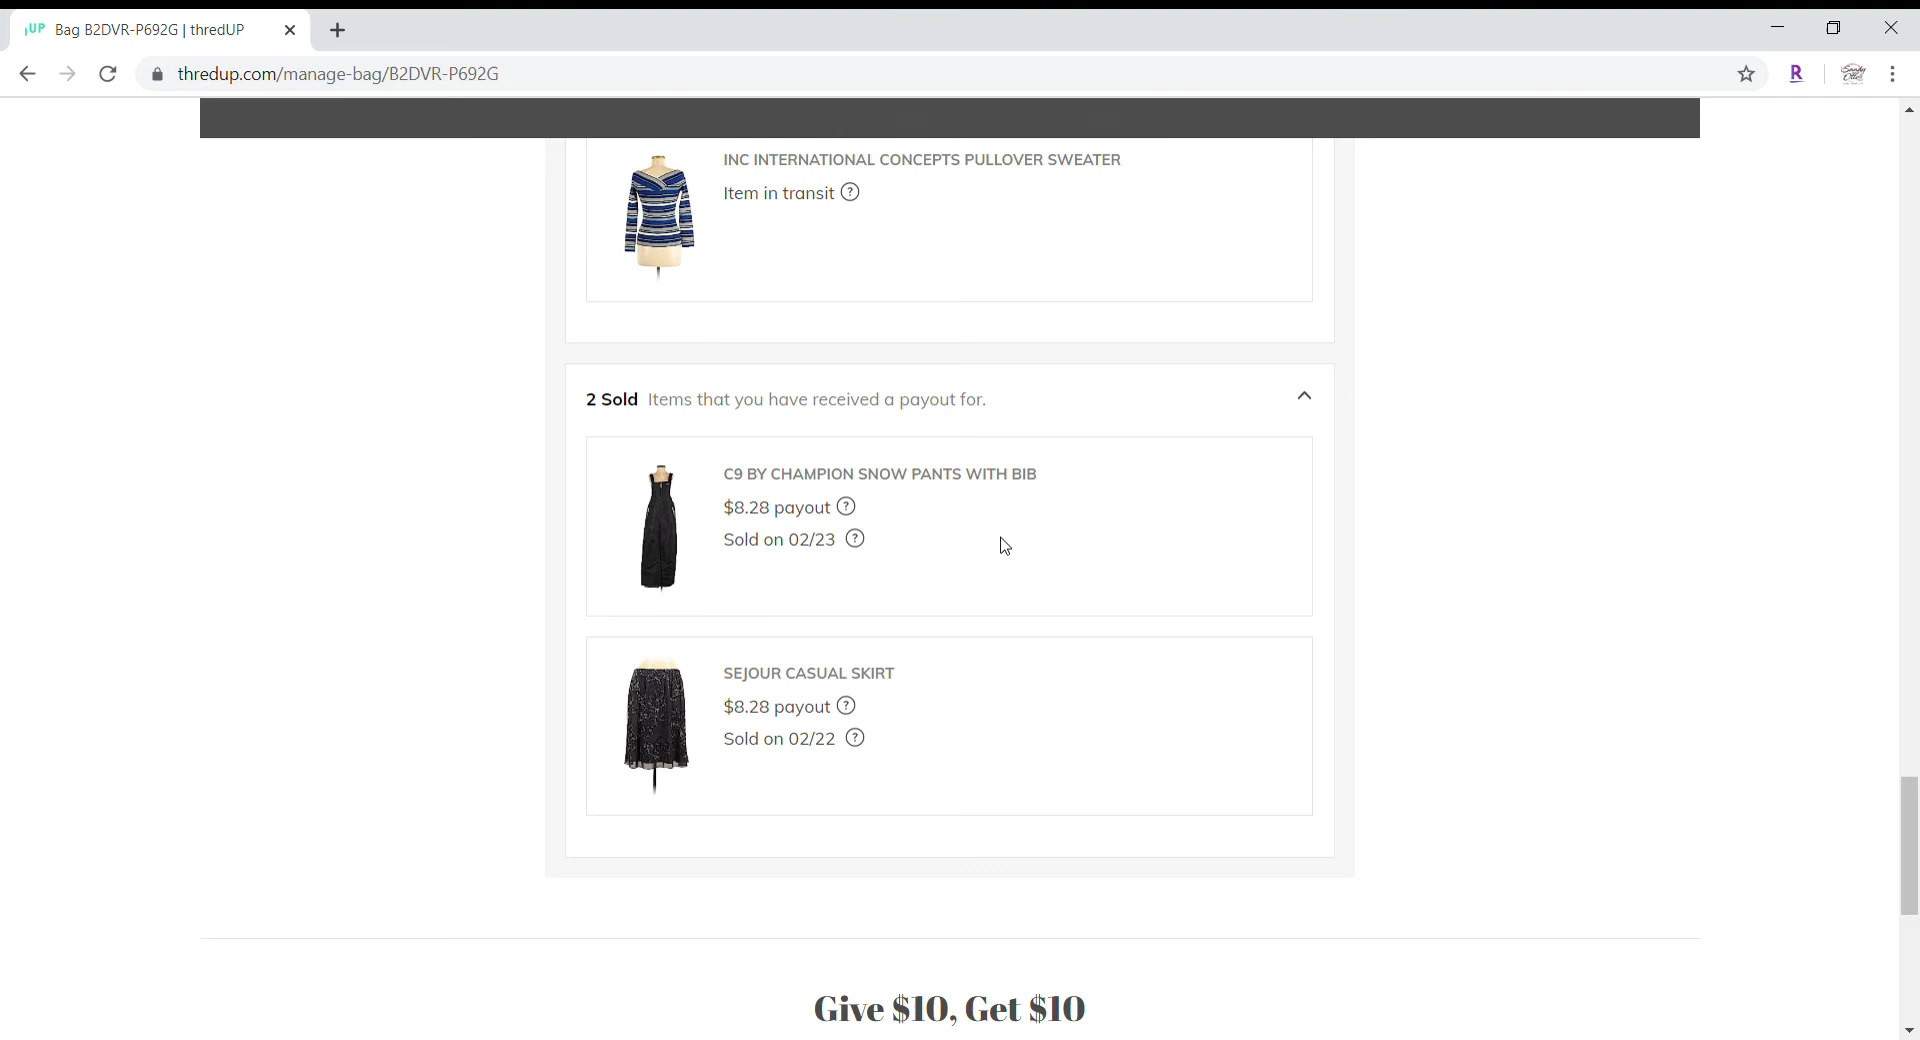 UP Bag B2DVR-P692G | thredUP
thredup.com/manage-bag/B2DVR-P692G
R
Sandy
INC INTERNATIONAL CONCEPTS PULLOVER SWEATER
Item in transit ?
2 Sold Items that you have received a payout for.
C9 BY CHAMPION SNOW PANTS WITH BIB
$8.28 payout ?
Sold on 02/23 ?
SEJOUR CASUAL SKIRT
$8.28 payout ?
Sold on 02/22 ?
Give $10, Get $10